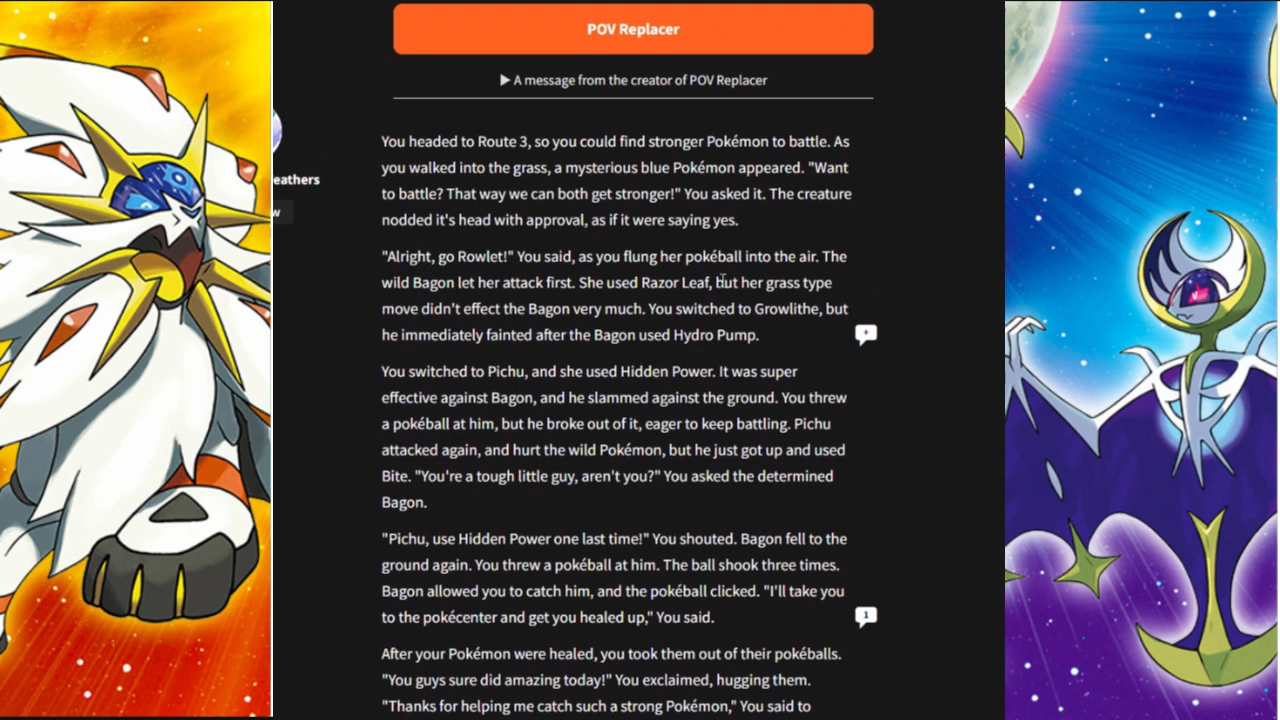 POV Replacer
▶ A message from the creator of POV Replacer
eathers
w
You headed to Route 3, so you could find stronger Pokémon to battle. As
you walked into the grass, a mysterious blue Pokémon appeared. "Want
to battle? That way we can both get stronger!" You asked it. The creature
nodded it's head with approval, as if it were saying yes.
"Alright, go Rowlet!" You said, as you flung her pokéball into the air. The
wild Bagon let her attack first. She used Razor Leaf, but her grass type
move didn't effect the Bagon very much. You switched to Growlithe, but
he immediately fainted after the Bagon used Hydro Pump.
+
You switched to Pichu, and she used Hidden Power. It was super
effective against Bagon, and he slammed against the ground. You threw
a pokéball at him, but he broke out of it, eager to keep battling. Pichu
attacked again, and hurt the wild Pokémon, but he just got up and used
Bite. "You're a tough little guy, aren't you?" You asked the determined
Bagon.
"Pichu, use Hidden Power one last time!" You shouted. Bagon fell to the
ground again. You threw a pokéball at him. The ball shook three times.
Bagon allowed you to catch him, and the pokéball clicked. "I'll take you
to the pokécenter and get you healed up," You said.
1
After your Pokémon were healed, you took them out of their pokéballs.
"You guys sure did amazing today!" You exclaimed, hugging them.
"Thanks for helping me catch such a strong Pokémon," You said to